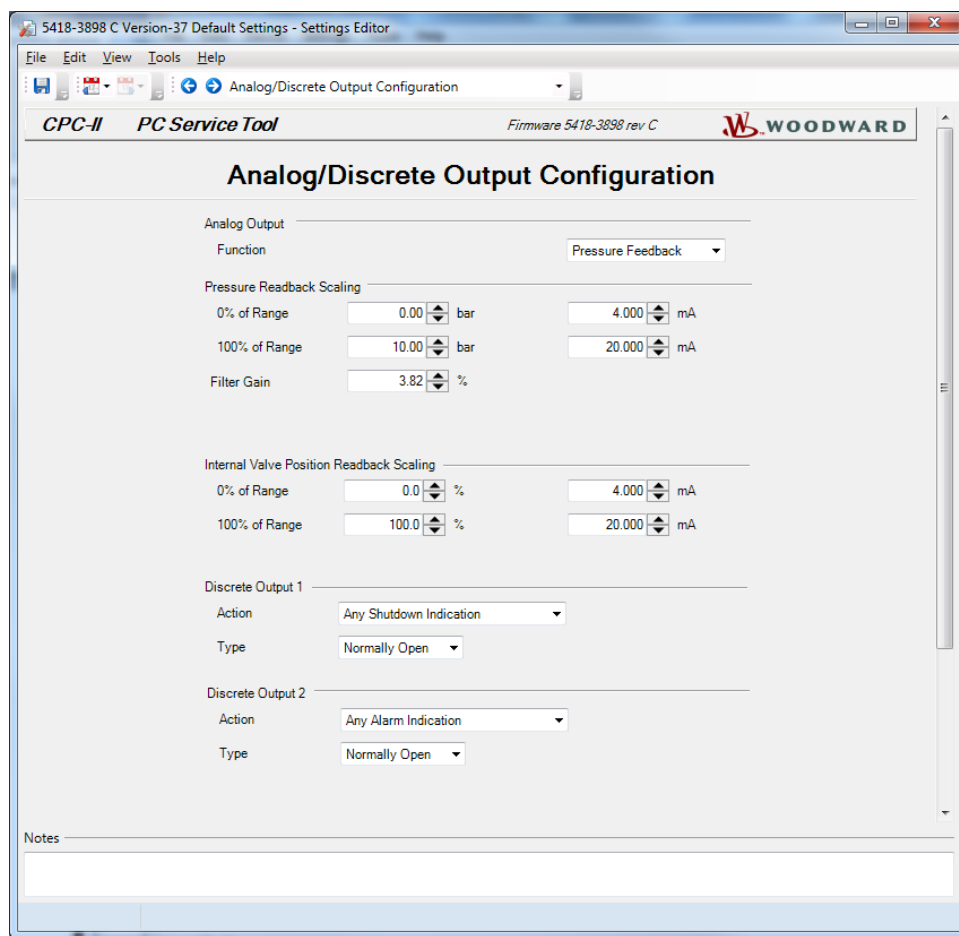 5418-3898 C Version-37 Default Settings - Settings Editor
File Edit View Tools Help
Analog/Discrete Output Configuration
CPC-II PC Service Tool Firmware 5418-3898 rev C WOODWARD
Analog/Discrete Output Configuration
Analog Output
Function Pressure Feedback
Pressure Readback Scaling
0% of Range 0.00 bar 4.000 mA
100% of Range 10.00 bar 20.000 mA
Filter Gain 3.82 %
Internal Valve Position Readback Scaling
0% of Range 0.0 % 4.000 mA
100% of Range 100.0 % 20.000 mA
Discrete Output 1
Action Any Shutdown Indication
Type Normally Open
Discrete Output 2
Action Any Alarm Indication
Type Normally Open
Notes